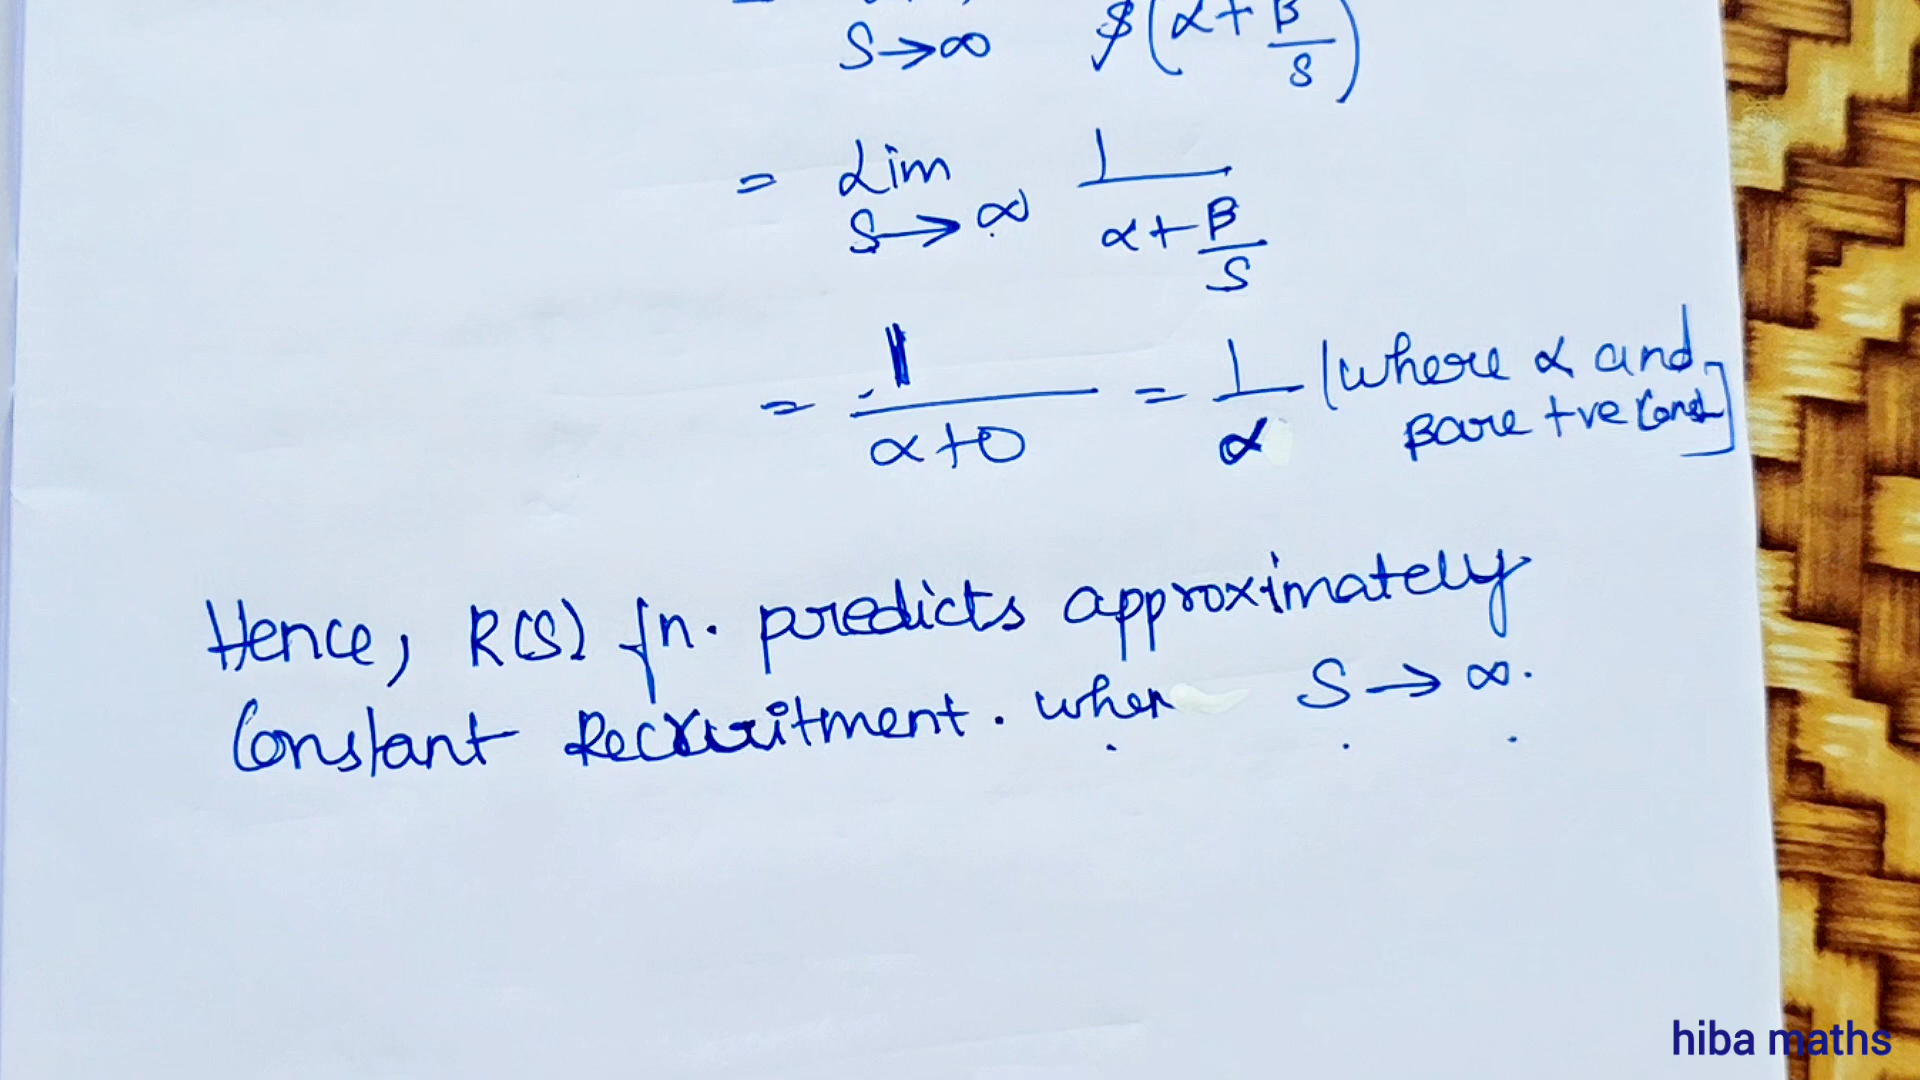 S→∞ S(α+β/S)
= Lim S→∞ 1/(α+β/S)
= 1/(α+0) = 1/α [where α and
β are +ve const]
Hence, R(S) fn. predicts approximately
Constant Recruitment. when S→∞.
hiba maths